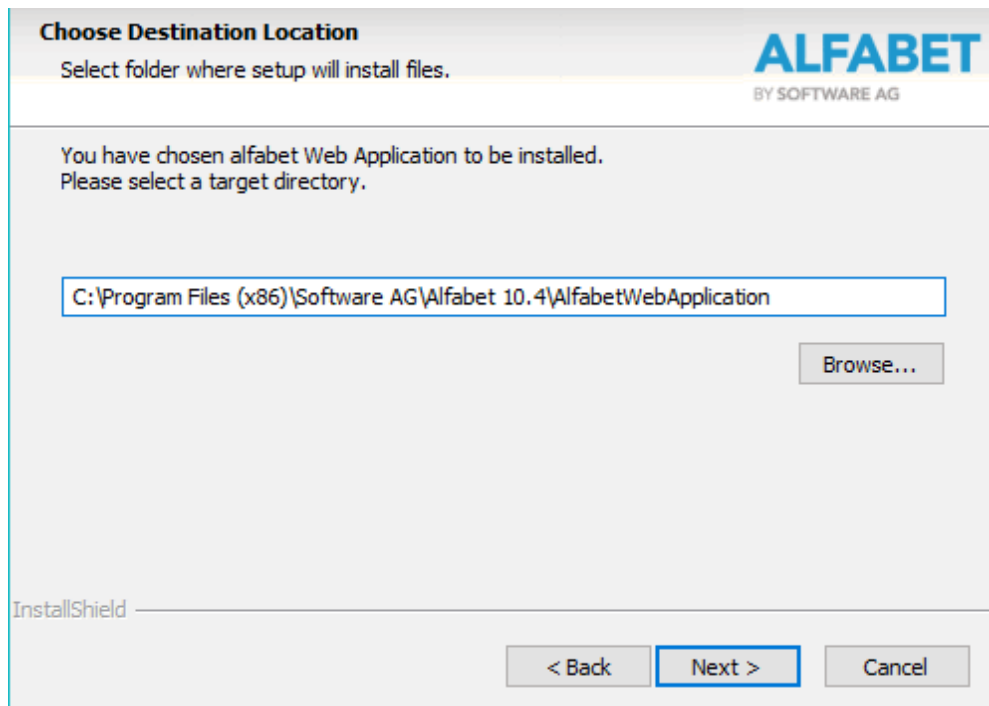 Choose Destination Location
Select folder where setup will install files.
ALFABET
BY SOFTWARE AG
You have chosen alfabet Web Application to be installed.
Please select a target directory.
C:\Program Files (x86)\Software AG\Alfabet 10.4\AlfabetWebApplication
Browse...
InstallShield
< Back
Next >
Cancel